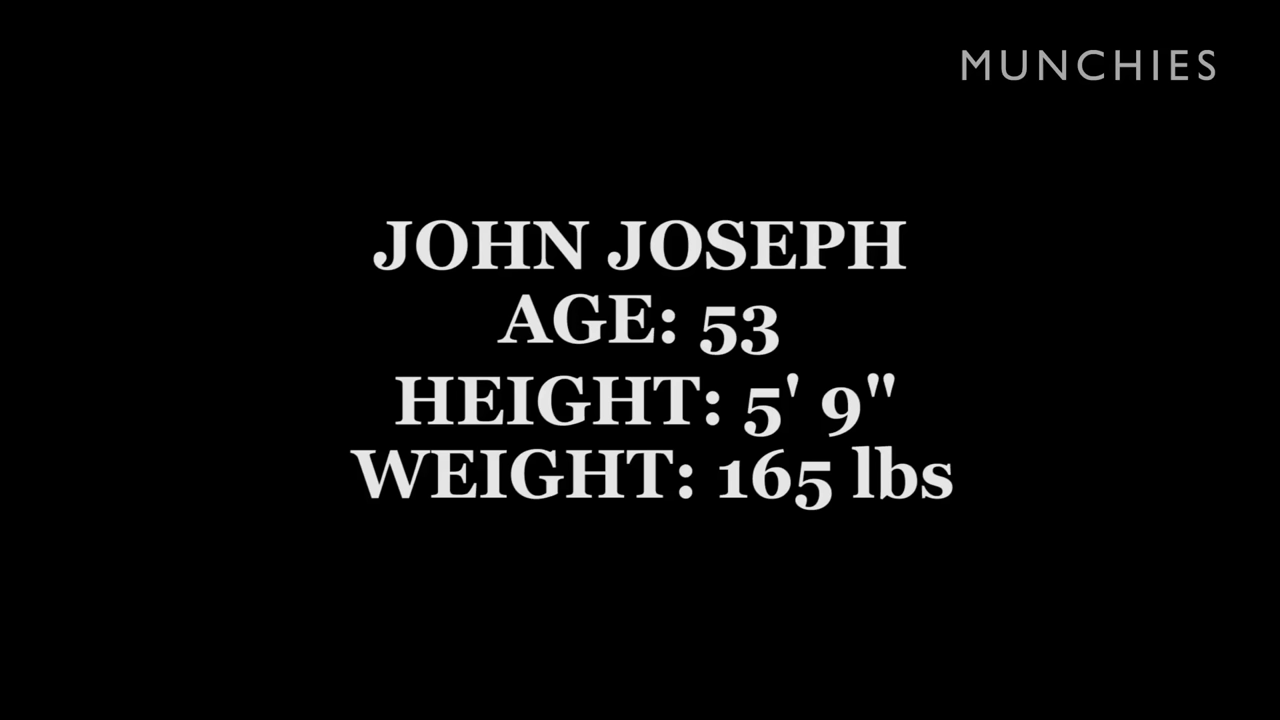 MUNCHIES
JOHN JOSEPH
AGE: 53
HEIGHT: 5' 9"
WEIGHT: 165 lbs